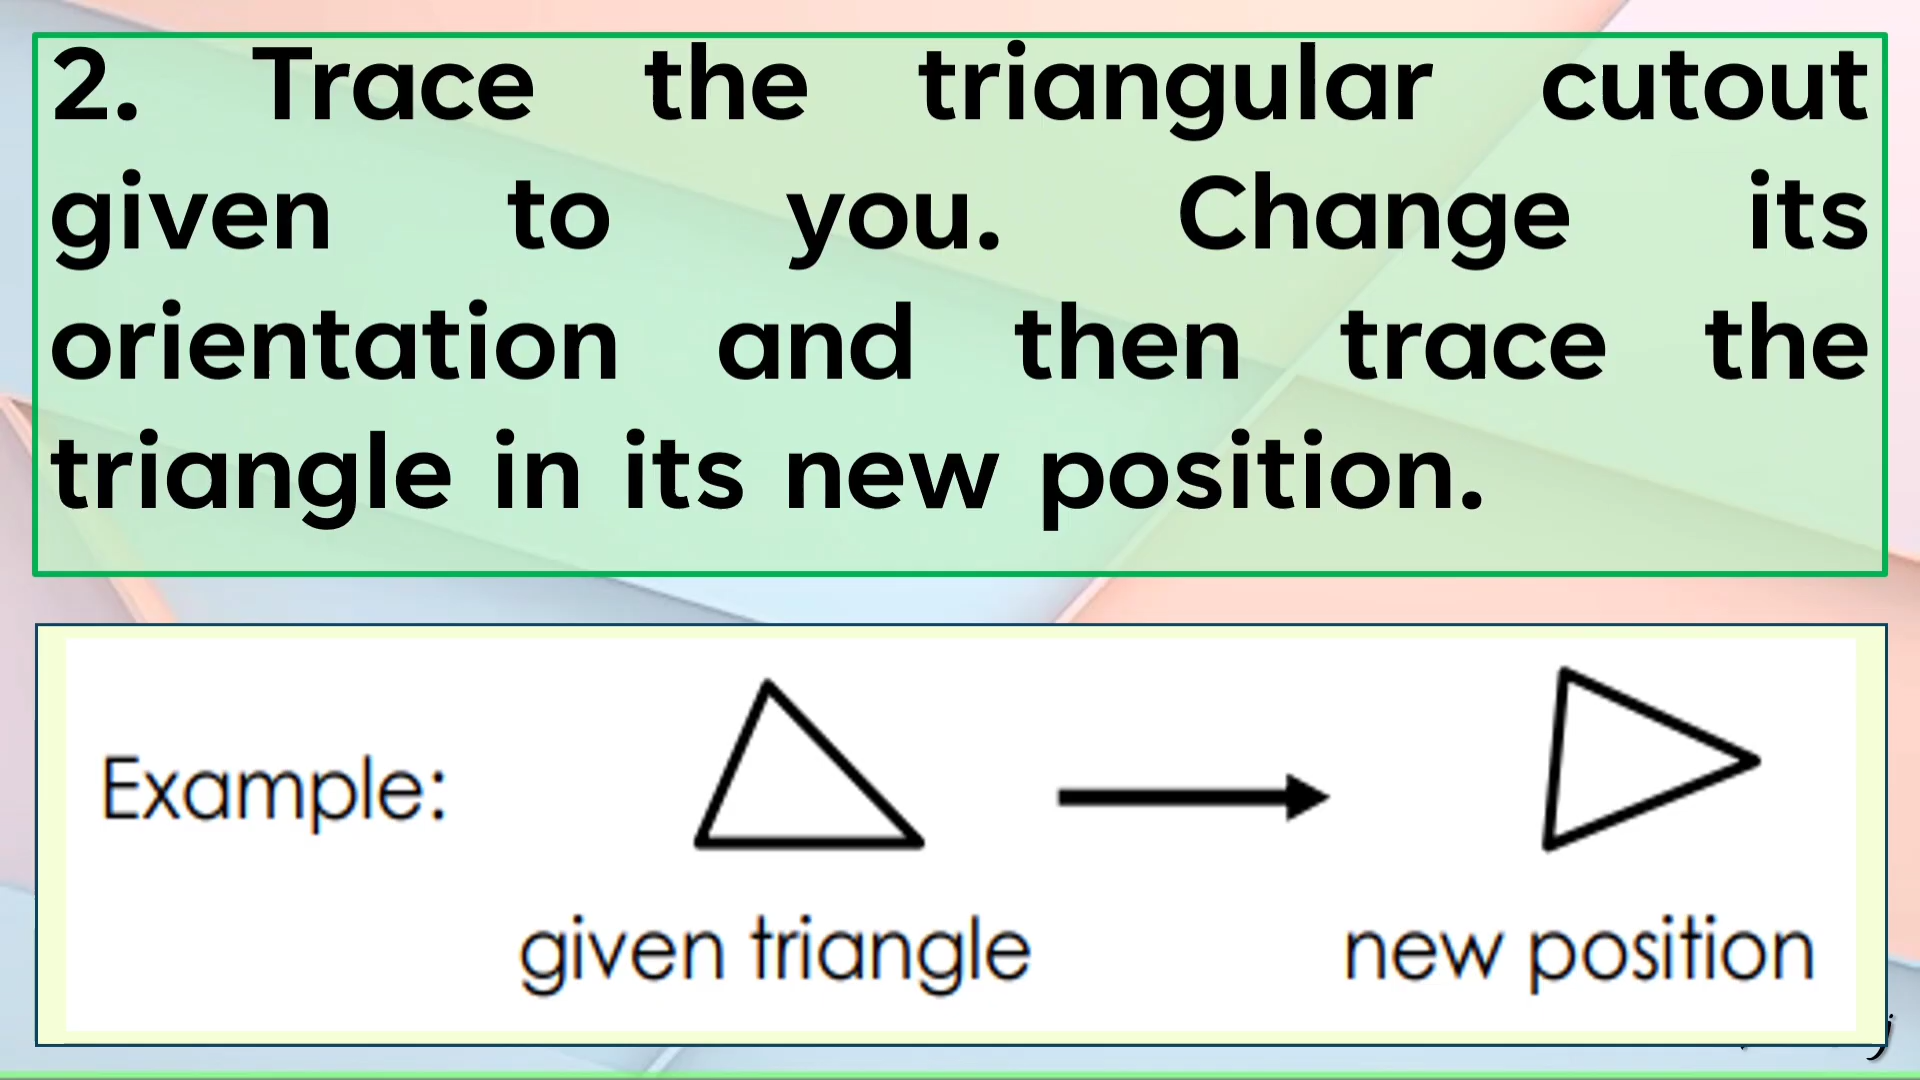 2. Trace the triangular cutout
given to you. Change its
orientation and then trace the
triangle in its new position.
Example:
given triangle
new position